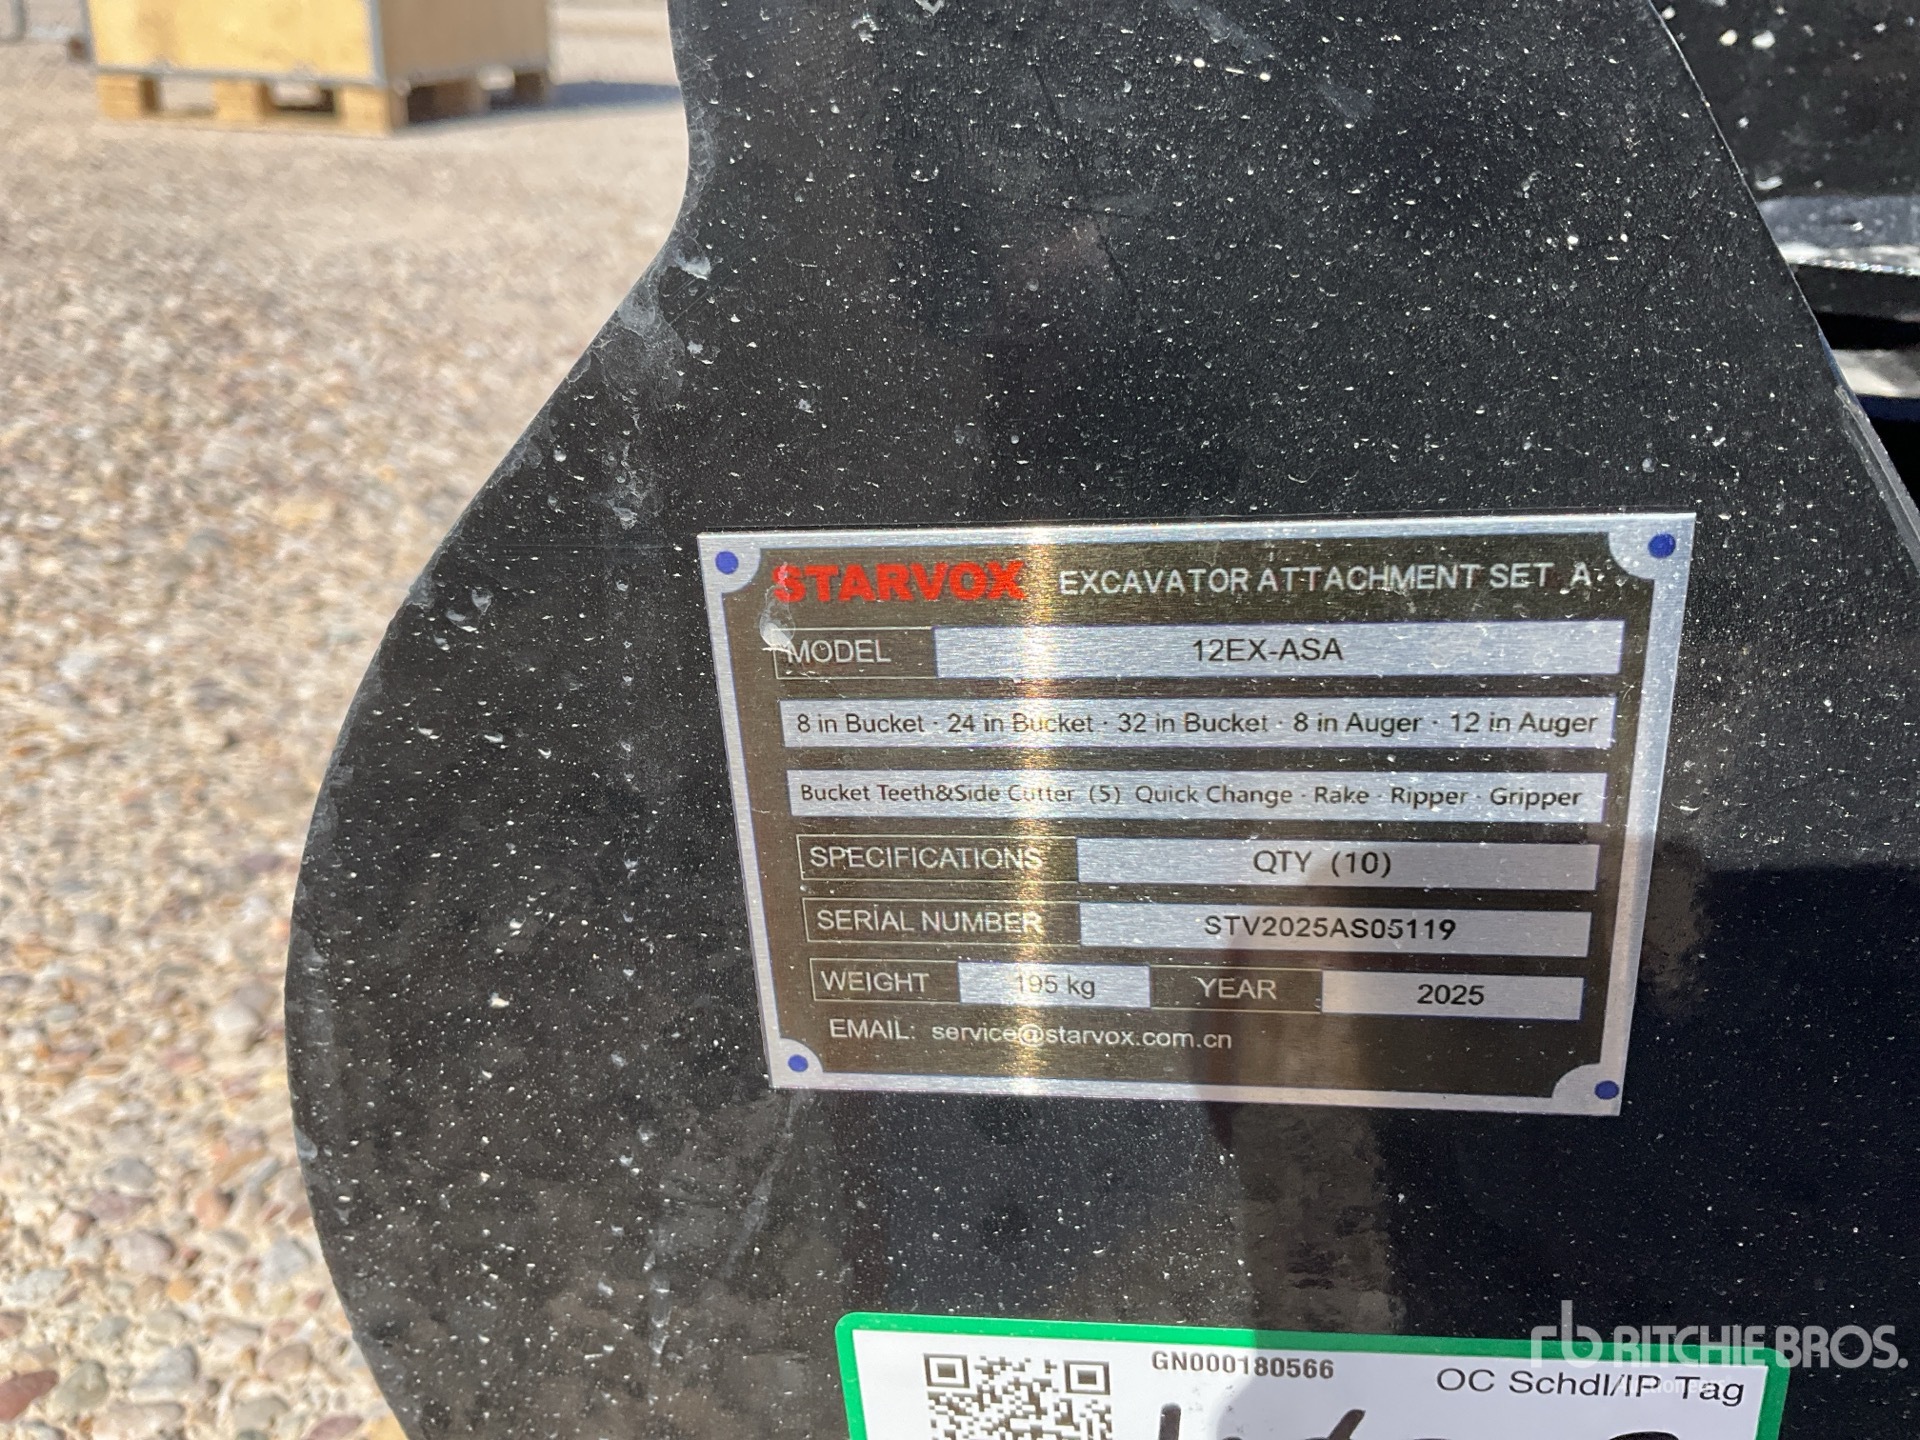 STARVOX EXCAVATOR ATTACHMENT SET A
MODEL 12EX-ASA
8 in Bucket · 24 in Bucket · 32 in Bucket · 8 in Auger · 12 in Auger
Bucket Teeth&Side Cutter (5) Quick Change · Rake · Ripper · Gripper
SPECIFICATIONS QTY (10)
SERIAL NUMBER STV2025AS05119
WEIGHT 195 kg YEAR 2025
EMAIL: service@starvox.com.cn
GN000180566
OC Schdl/IP Tag
rb RITCHIE BROS.
Auctioneers